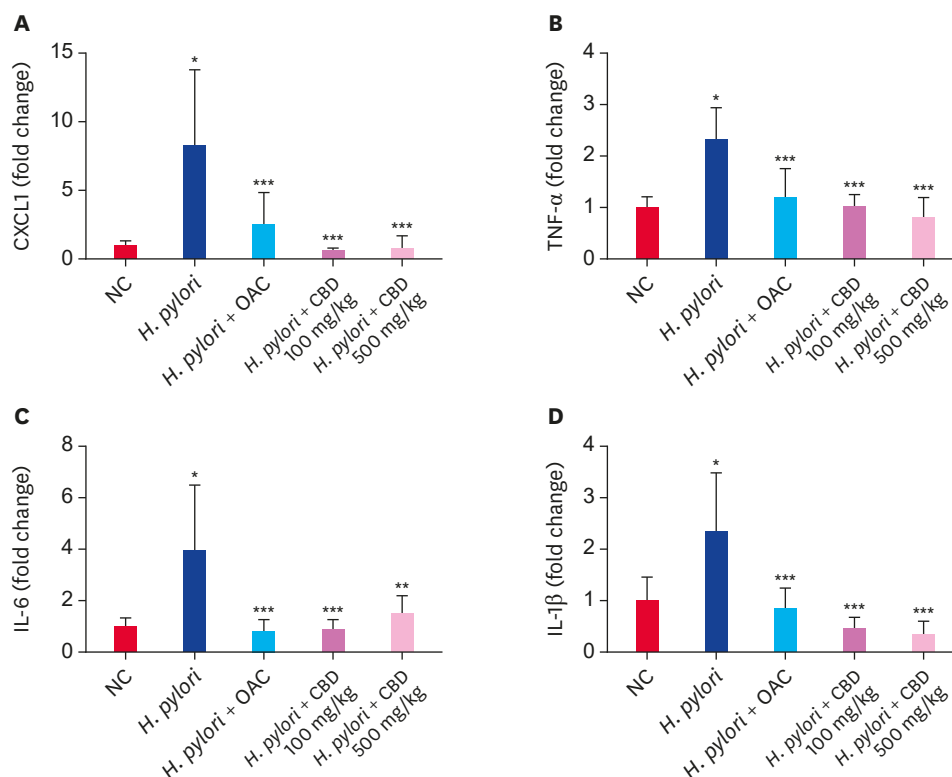 A
CXCL1 (fold change)
15
10
5
0
*
***
***
***
NC
H. pylori
H. pylori + OAC
H. pylori + CBD
100 mg/kg
H. pylori + CBD
500 mg/kg
B
TNF-α (fold change)
4
3
2
1
0
*
***
***
***
NC
H. pylori
H. pylori + OAC
H. pylori + CBD
100 mg/kg
H. pylori + CBD
500 mg/kg
C
IL-6 (fold change)
8
6
4
2
0
*
***
***
**
NC
H. pylori
H. pylori + OAC
H. pylori + CBD
100 mg/kg
H. pylori + CBD
500 mg/kg
D
IL-1β (fold change)
4
3
2
1
0
*
***
***
***
NC
H. pylori
H. pylori + OAC
H. pylori + CBD
100 mg/kg
H. pylori + CBD
500 mg/kg